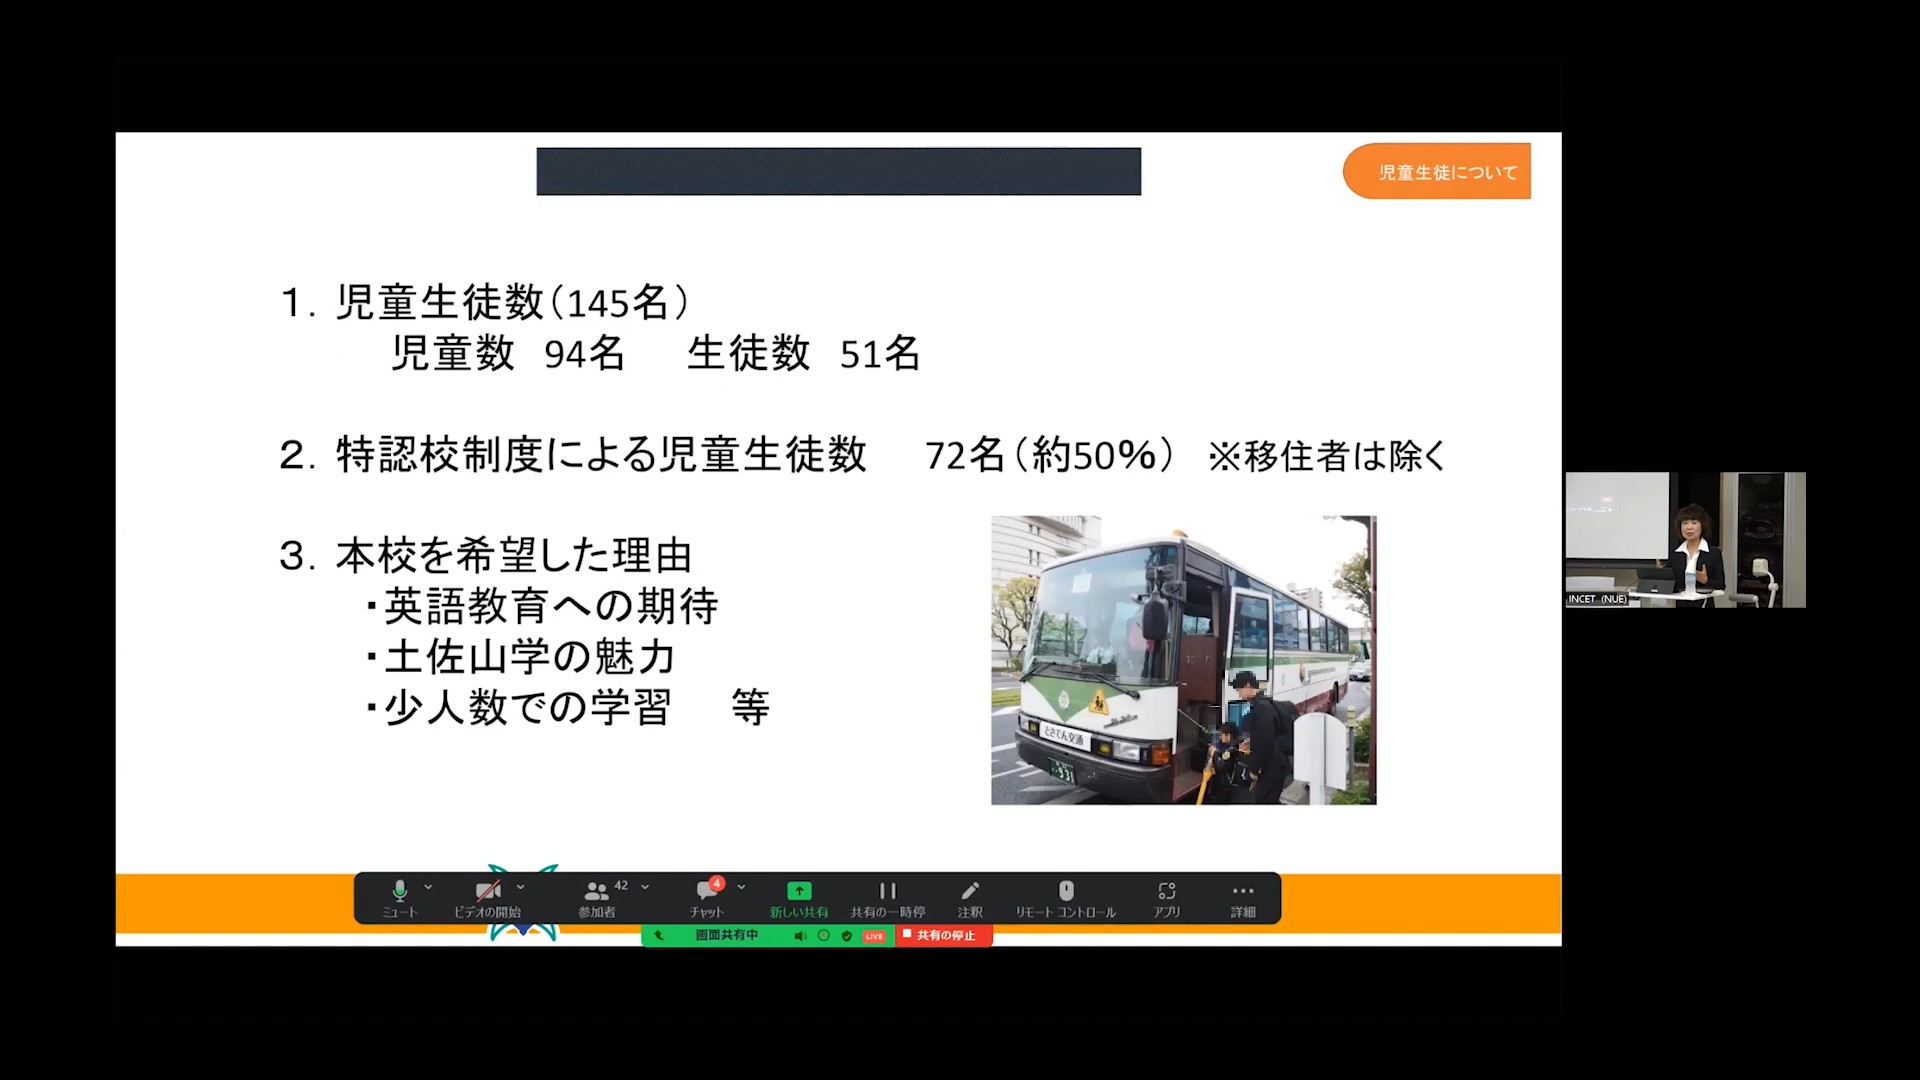 児童生徒について
１．児童生徒数（145名）
児童数　94名　生徒数　51名
２．特認校制度による児童生徒数　72名（約50％）　※移住者は除く
３．本校を希望した理由
・英語教育への期待
・土佐山学の魅力
・少人数での学習　等
とさでん交通
931
INCET (NUE)
ミュート
ビデオの開始
42
参加者
4
チャット
新しい共有
共有の一時停
注釈
リモート コントロール
アプリ
詳細
画面共有中
LIVE
共有の停止